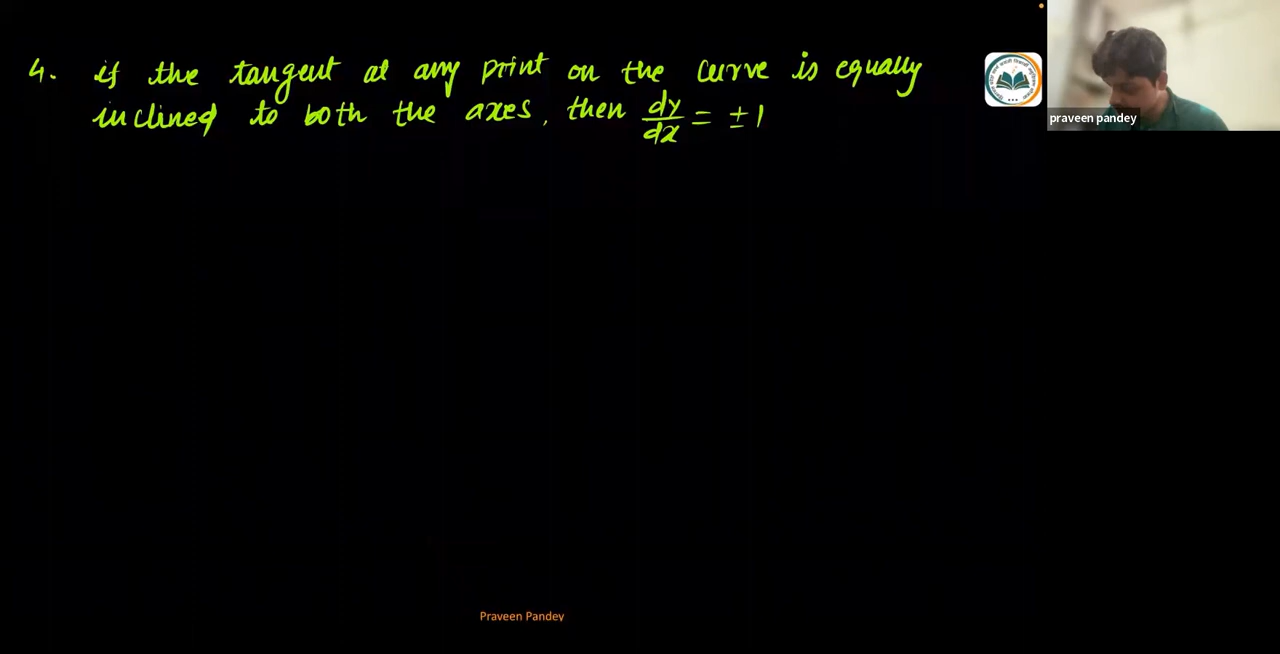 4. if the tangent at any print on the curve is equally
inclined to both the axes, then dy/dx = ± 1
praveen pandey
Praveen Pandey